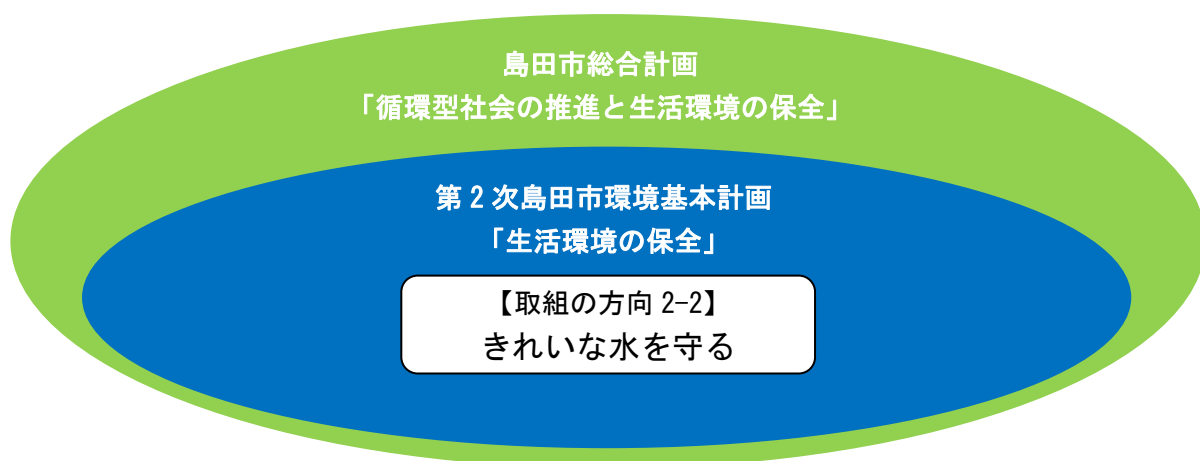 島田市総合計画
「循環型社会の推進と生活環境の保全」
第2次島田市環境基本計画
「生活環境の保全」
【取組の方向 2-2】
きれいな水を守る